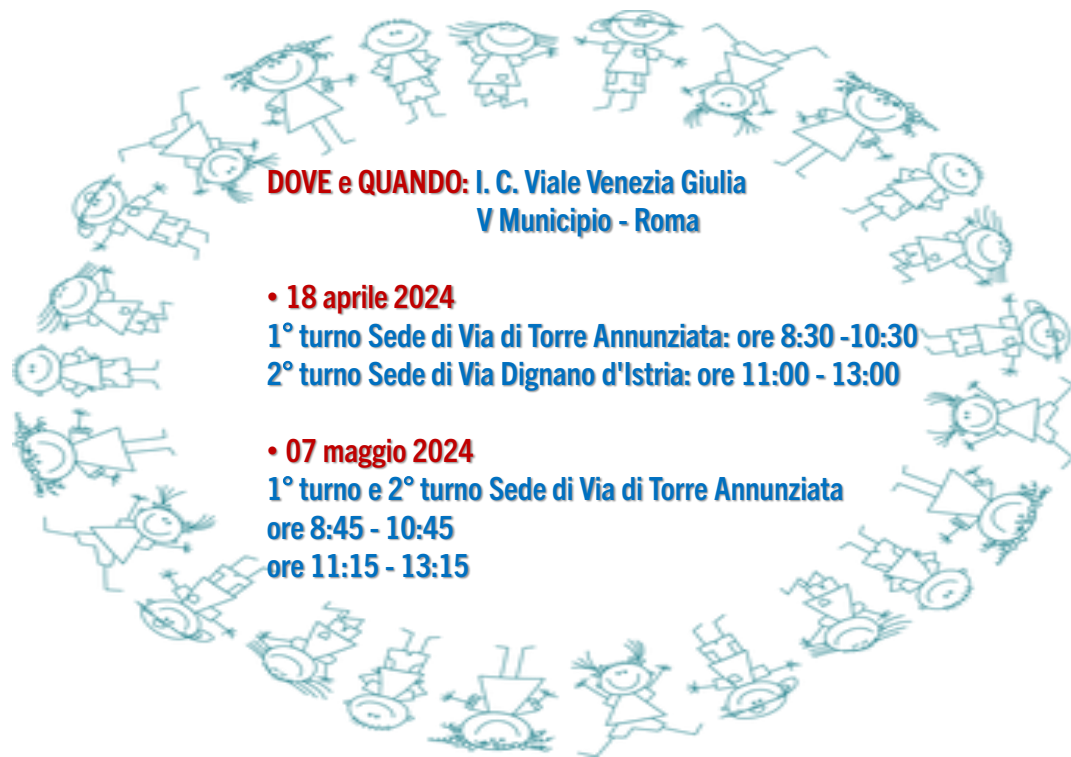 DOVE e QUANDO: I. C. Viale Venezia Giulia
V Municipio - Roma
• 18 aprile 2024
1° turno Sede di Via di Torre Annunziata: ore 8:30 -10:30
2° turno Sede di Via Dignano d'Istria: ore 11:00 - 13:00
• 07 maggio 2024
1° turno e 2° turno Sede di Via di Torre Annunziata
ore 8:45 - 10:45
ore 11:15 - 13:15